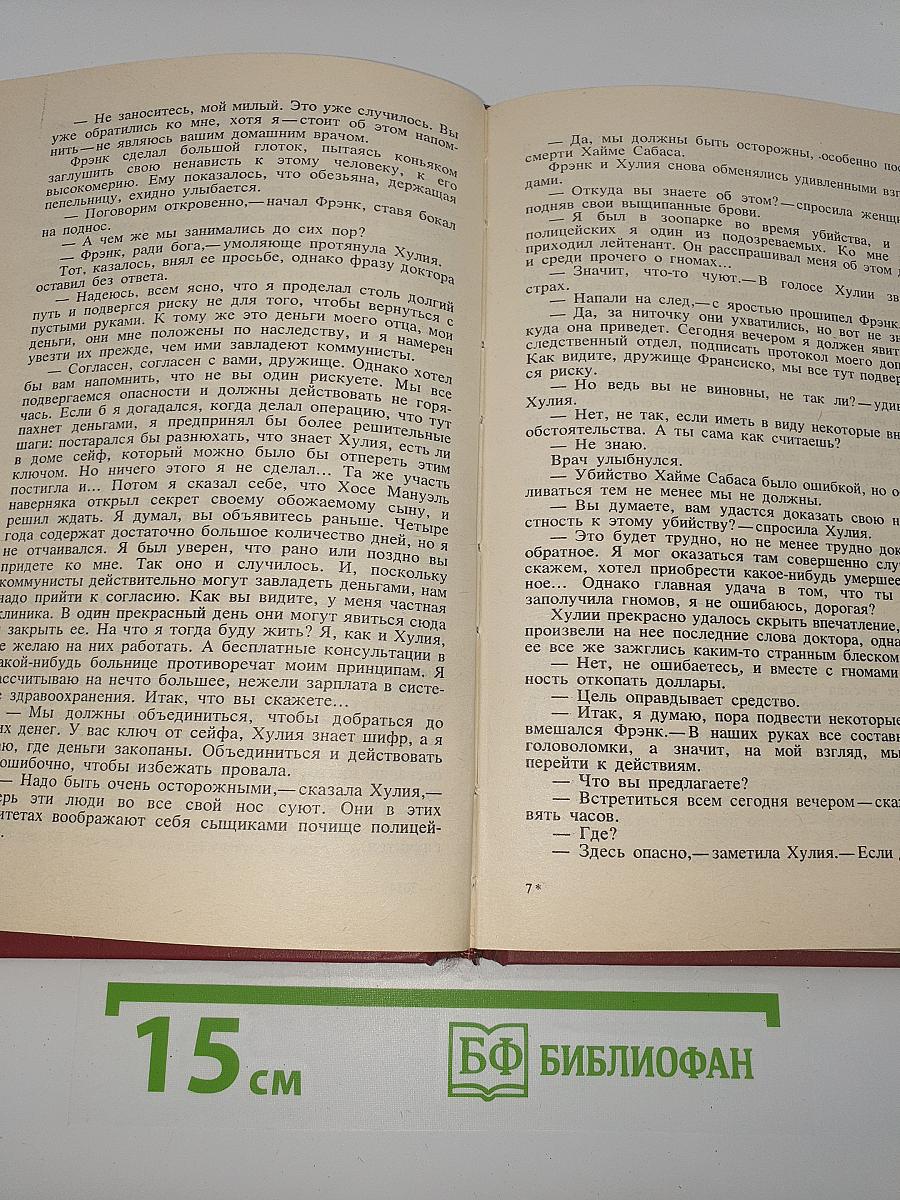 — Не заноситесь, мой милый. Это уже случилось. Вы
уже обратились ко мне, хотя я—стоит об этом напом-
нить—не являюсь вашим домашним врачом.
Фрэнк сделал большой глоток, пытаясь коньяком
заглушить свою ненависть к этому человеку, к его
высокомерию. Ему показалось, что обезьяна, держащая
пепельницу, ехидно улыбается.
— Поговорим откровенно,—начал Фрэнк, ставя бокал
на поднос.
— А чем же мы занимались до сих пор?
— Фрэнк, ради бога,—умоляюще протянула Хулия.
Тот, казалось, внял ее просьбе, однако фразу доктора
оставил без ответа.
— Надеюсь, всем ясно, что я проделал столь долгий
путь и подвергся риску не для того, чтобы вернуться с
пустыми руками. К тому же это деньги моего отца, мои
деньги, они мне положены по наследству, и я намерен
увезти их прежде, чем ими завладеют коммунисты.
— Согласен, согласен с вами, дружище. Однако хотел
бы вам напомнить, что не вы один рискуете. Мы все
подвергаемся опасности и должны действовать не горя-
чась. Если б я догадался, когда делал операцию, что тут
пахнет деньгами, я предпринял бы более решительные
шаги: постарался бы разнюхать, что знает Хулия, есть ли
в доме сейф, который можно было бы отпереть этим
ключом. Но ничего этого я не сделал... Та же участь
постигла и... Потом я сказал себе, что Хосе Мануэль
наверняка открыл секрет своему обожаемому сыну, и
решил ждать. Я думал, вы объявитесь раньше. Четыре
года содержат достаточно большое количество дней, но я
не отчаивался. Я был уверен, что рано или поздно вы
придете ко мне. Так оно и случилось. И, поскольку
коммунисты действительно могут завладеть деньгами, нам
надо прийти к согласию. Как вы видите, у меня частная
клиника. В один прекрасный день они могут явиться сюда
закрыть ее. На что я тогда буду жить? Я, как и Хулия,
е желаю на них работать. А бесплатные консультации в
акой-нибудь больнице противоречат моим принципам. Я
ассчитываю на нечто большее, нежели зарплата в систе-
е здравоохранения. Итак, что вы скажете...
— Мы должны объединиться, чтобы добраться до
их денег. У вас ключ от сейфа, Хулия знает шифр, а я
аю, где деньги закопаны. Объединиться и действовать
ошибочно, чтобы избежать провала.
— Надо быть очень осторожными,—сказала Хулия,—
ерь эти люди во все свой нос суют. Они в этих
итетах воображают себя сыщиками почище полицей-
.
— Да, мы должны быть осторожны, особенно пос
смерти Хайме Сабаса.
Фрэнк и Хулия снова обменялись удивленными взг
дами.
— Откуда вы знаете об этом?—спросила женщи
подняв свои выщипанные брови.
— Я был в зоопарке во время убийства, и
полицейских я один из подозреваемых. Ко мне
приходил лейтенант. Он расспрашивал меня об этом д
и среди прочего о гномах...
— Значит, что-то чуют.—В голосе Хулии зв
страх.
— Напали на след,—с яростью прошипел Фрэнк.
— Да, за ниточку они ухватились, но вот не зн
куда она приведет. Сегодня вечером я должен явит
следственный отдел, подписать протокол моего доп
Как видите, дружище Франсиско, мы все тут подвер
ся риску.
— Но ведь вы не виновны, не так ли?—удив
Хулия.
— Нет, не так, если иметь в виду некоторые вн
обстоятельства. А ты сама как считаешь?
— Не знаю.
Врач улыбнулся.
— Убийство Хайме Сабаса было ошибкой, но о
ливаться тем не менее мы не должны.
— Вы думаете, вам удастся доказать свою н
стность к этому убийству?—спросила Хулия.
— Это будет трудно, но не менее трудно док
обратное. Я мог оказаться там совершенно слу
скажем, хотел приобрести какое-нибудь умершее
ное... Однако главная удача в том, что ты
заполучила гномов, я не ошибаюсь, дорогая?
Хулии прекрасно удалось скрыть впечатление,
произвели на нее последние слова доктора, одна
ее все же зажглись каким-то странным блеском
— Нет, не ошибаетесь, и вместе с гномами
ность откопать доллары.
— Цель оправдывает средство.
— Итак, я думаю, пора подвести некоторые
вмешался Фрэнк.—В наших руках все состав
головоломки, а значит, на мой взгляд, мы
перейти к действиям.
— Что вы предлагаете?
— Встретиться всем сегодня вечером—ска
вять часов.
— Где?
— Здесь опасно,—заметила Хулия.—Если
7*
15 см
БФ БИБЛИОФАН